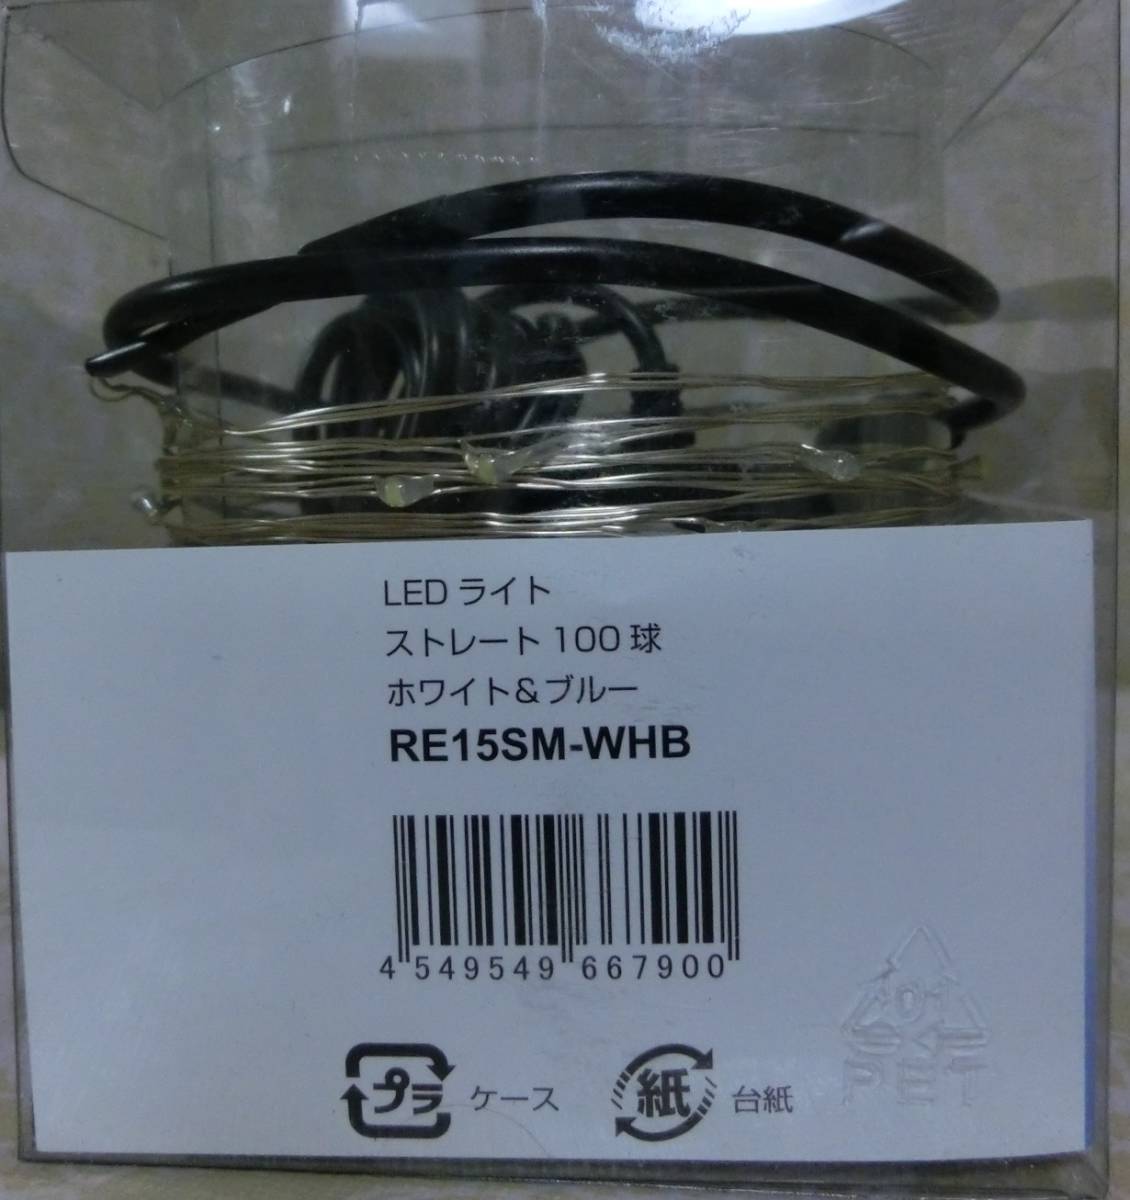 LED ライト
ストレート 100 球
ホワイト&ブルー
RE15SM-WHB
4 549549 667900
プラ ケース
紙 台紙
01
PET